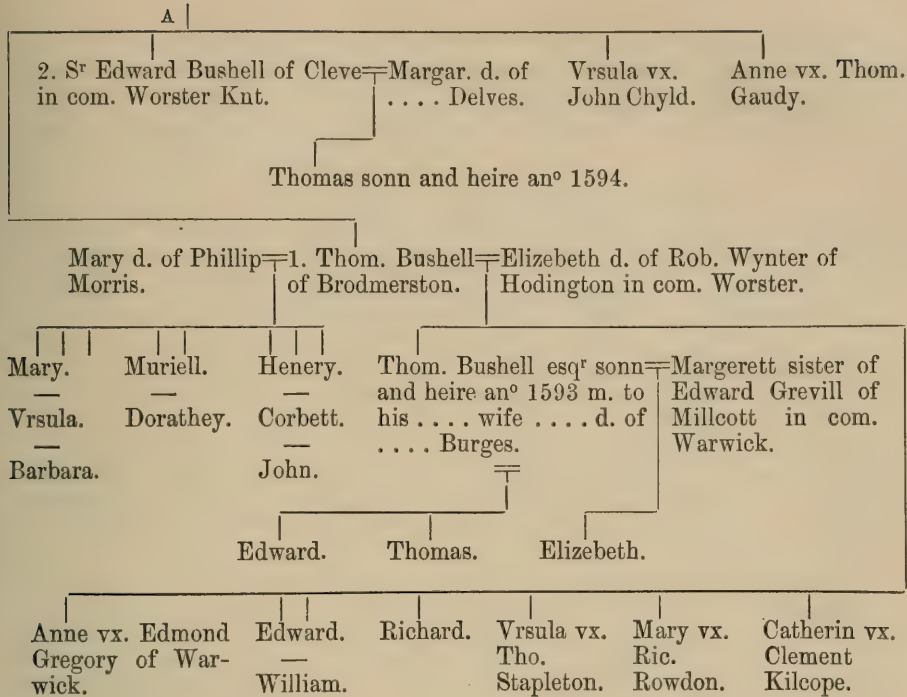 A
2. Sʳ Edward Bushell of Cleve Margar. d. of Vrsula vx. Anne vx. Thom.
in com. Worster Knt. . . . . Delves. John Chyld. Gaudy.
Thomas sonn and heire anº 1594.
Mary d. of Phillip 1. Thom. Bushell Elizebeth d. of Rob. Wynter of
Morris. of Brodmerston. Hodington in com. Worster.
Mary. Muriell. Henery. Thom. Bushell esqʳ sonn Margerett sister of
— — — and heire anº 1593 m. to Edward Grevill of
Vrsula. Dorathey. Corbett. his . . . . wife . . . . d. of Millcott in com.
— — . . . . Burges. Warwick.
Barbara. John.
Edward. Thomas. Elizebeth.
Anne vx. Edmond Edward. Richard. Vrsula vx. Mary vx. Catherin vx.
Gregory of War- — Tho. Ric. Clement
wick. William. Stapleton. Rowdon. Kilcope.